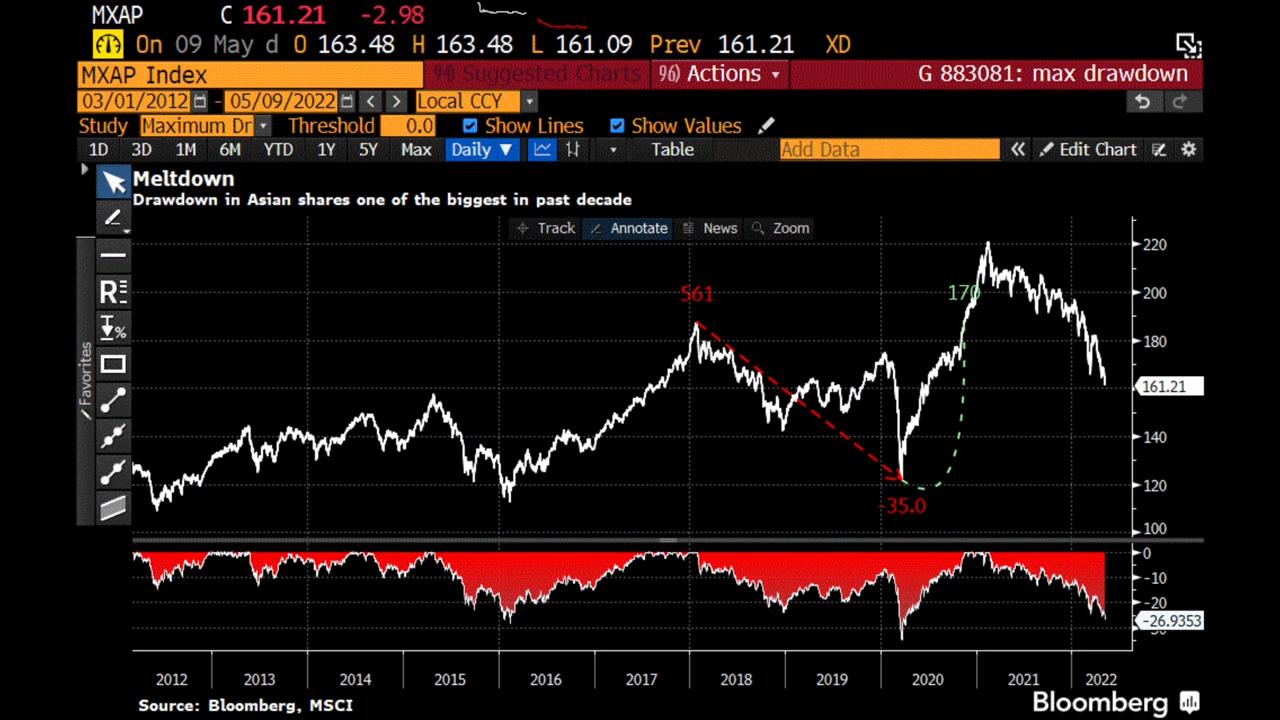 MXAP C 161.21 -2.98
On 09 May d O 163.48 H 163.48 L 161.09 Prev 161.21 XD
MXAP Index 94) Suggested Charts 96) Actions G 883081: max drawdown
03/01/2012 - 05/09/2022 < > Local CCY
Study Maximum Dr Threshold 0.0 Show Lines Show Values
1D 3D 1M 6M YTD 1Y 5Y Max Daily ▼ Table Add Data « Edit Chart
Meltdown
Drawdown in Asian shares one of the biggest in past decade
Track Annotate News Zoom
Favorites
R
%
561
170
-35.0
220
200
180
161.21
140
120
100
0
-10
-20
-26.9353
2012 2013 2014 2015 2016 2017 2018 2019 2020 2021 2022
Source: Bloomberg, MSCI
Bloomberg